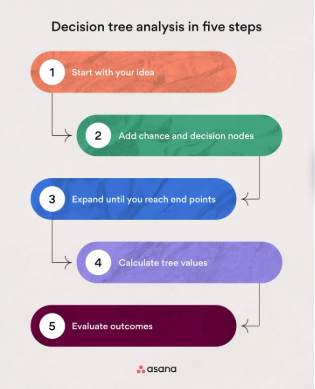 Decision tree analysis in five steps
1 Start with your idea
2 Add chance and decision nodes
3 Expand until you reach end points
4 Calculate tree values
5 Evaluate outcomes
asana